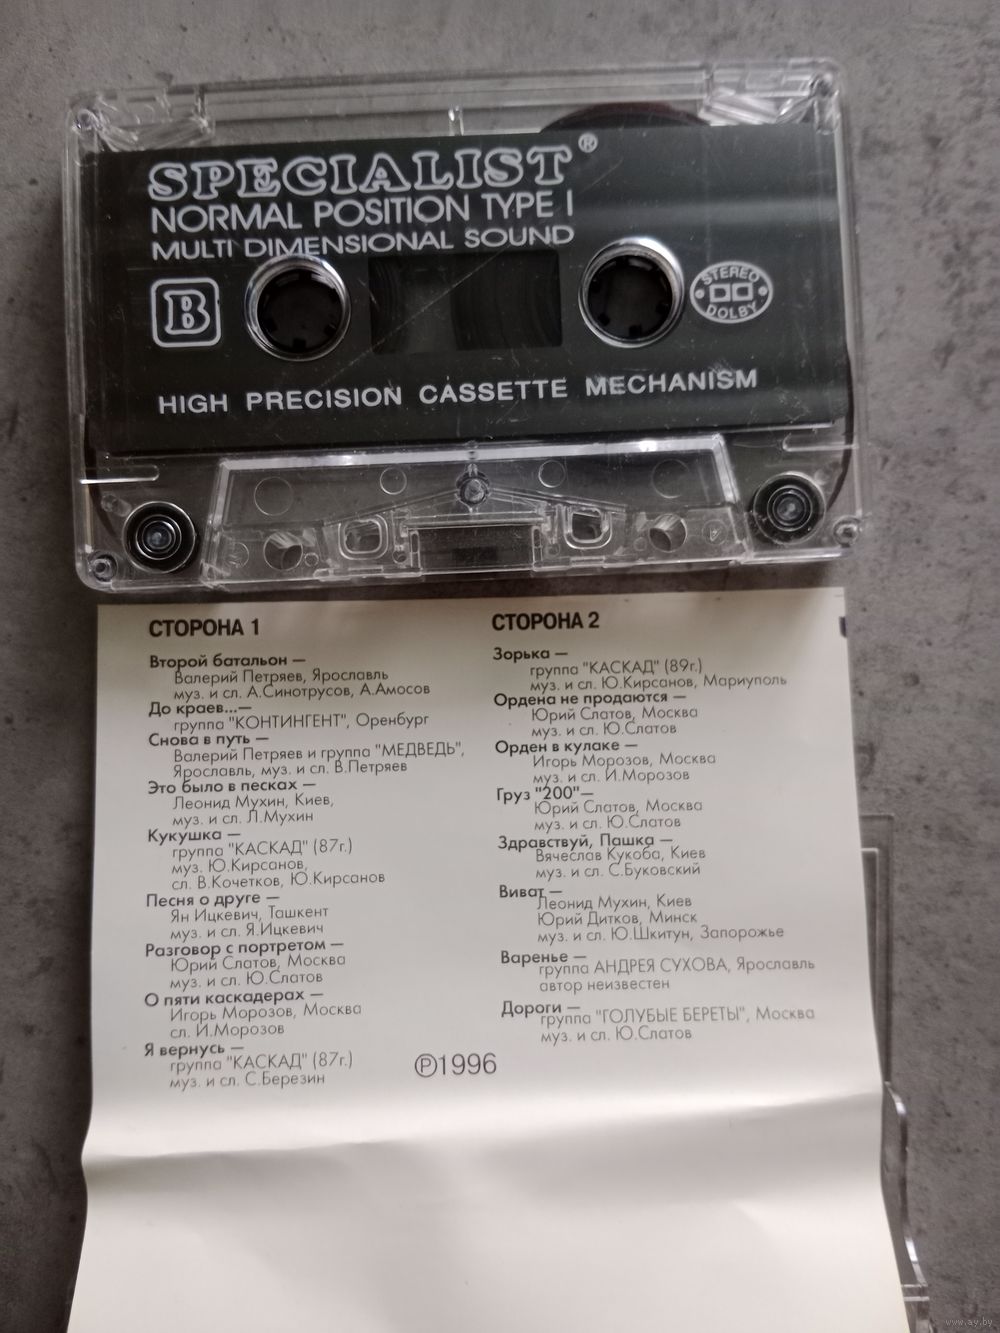 SPECIALIST®
NORMAL POSITION TYPE I
MULTI DIMENSIONAL SOUND
B
STEREO
DOLBY
HIGH PRECISION CASSETTE MECHANISM
СТОРОНА 1
Второй батальон —
Валерий Петряев, Ярославль
муз. и сл. А.Синотрусов, А.Амосов
До краев...—
группа "КОНТИНГЕНТ", Оренбург
Снова в путь —
Валерий Петряев и группа "МЕДВЕДЬ",
Ярославль, муз. и сл. В.Петряев
Это было в песках —
Леонид Мухин, Киев,
муз. и сл. Л.Мухин
Кукушка —
группа "КАСКАД" (87г.)
муз. Ю.Кирсанов,
сл. В.Кочетков, Ю.Кирсанов
Песня о друге —
Ян Ицкевич, Ташкент
муз. и сл. Я.Ицкевич
Разговор с портретом —
Юрий Слатов, Москва
муз. и сл. Ю.Слатов
О пяти каскадерах —
Игорь Морозов, Москва
сл. И.Морозов
Я вернусь —
группа "КАСКАД" (87г.)
муз. и сл. С.Березин
СТОРОНА 2
Зорька —
группа "КАСКАД" (89г.)
муз. и сл. Ю.Кирсанов, Мариуполь
Ордена не продаются —
Юрий Слатов, Москва
муз. и сл. Ю.Слатов
Орден в кулаке —
Игорь Морозов, Москва
муз. и сл. И.Морозов
Груз "200"—
Юрий Слатов, Москва
муз. и сл. Ю.Слатов
Здравствуй, Пашка —
Вячеслав Кукоба, Киев
муз. и сл. С.Буковский
Виват —
Леонид Мухин, Киев
Юрий Дитков, Минск
муз. и сл. Ю.Шкитун, Запорожье
Варенье —
группа АНДРЕЯ СУХОВА, Ярославль
автор неизвестен
Дороги —
группа "ГОЛУБЫЕ БЕРЕТЫ", Москва
муз. и сл. Ю.Слатов
℗1996
www.ay.by